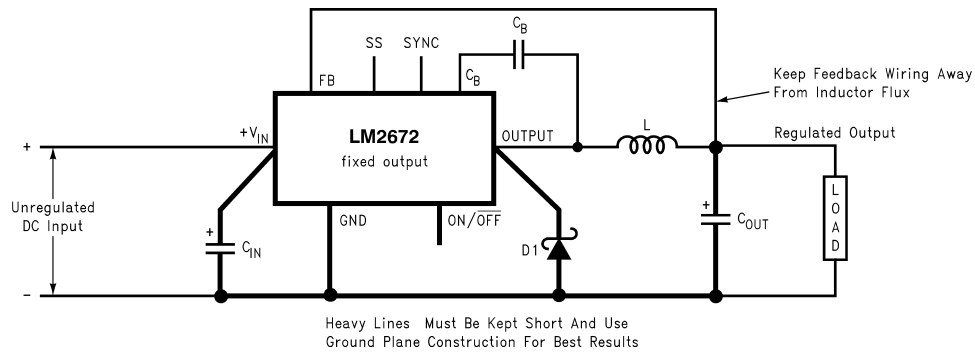 C_B
SS SYNC
FB
C_B
Keep Feedback Wiring Away
From Inductor Flux
+V_IN
LM2672
fixed output
OUTPUT
L
Regulated Output
+
Unregulated
DC Input
−
+
C_IN
GND
ON/O̅F̅F̅
D1
+
C_OUT
LOAD
Heavy Lines Must Be Kept Short And Use
Ground Plane Construction For Best Results